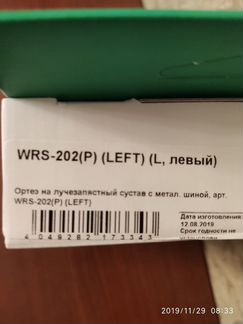 WRS-202(P) (LEFT) (L, левый)
Ортез на лучезапястный сустав с метал. шиной, арт.
WRS-202(P) (LEFT)
Дата изготовления
12.08.2019
Срок годности не
4 049282 173343
2019/11/29 08:33